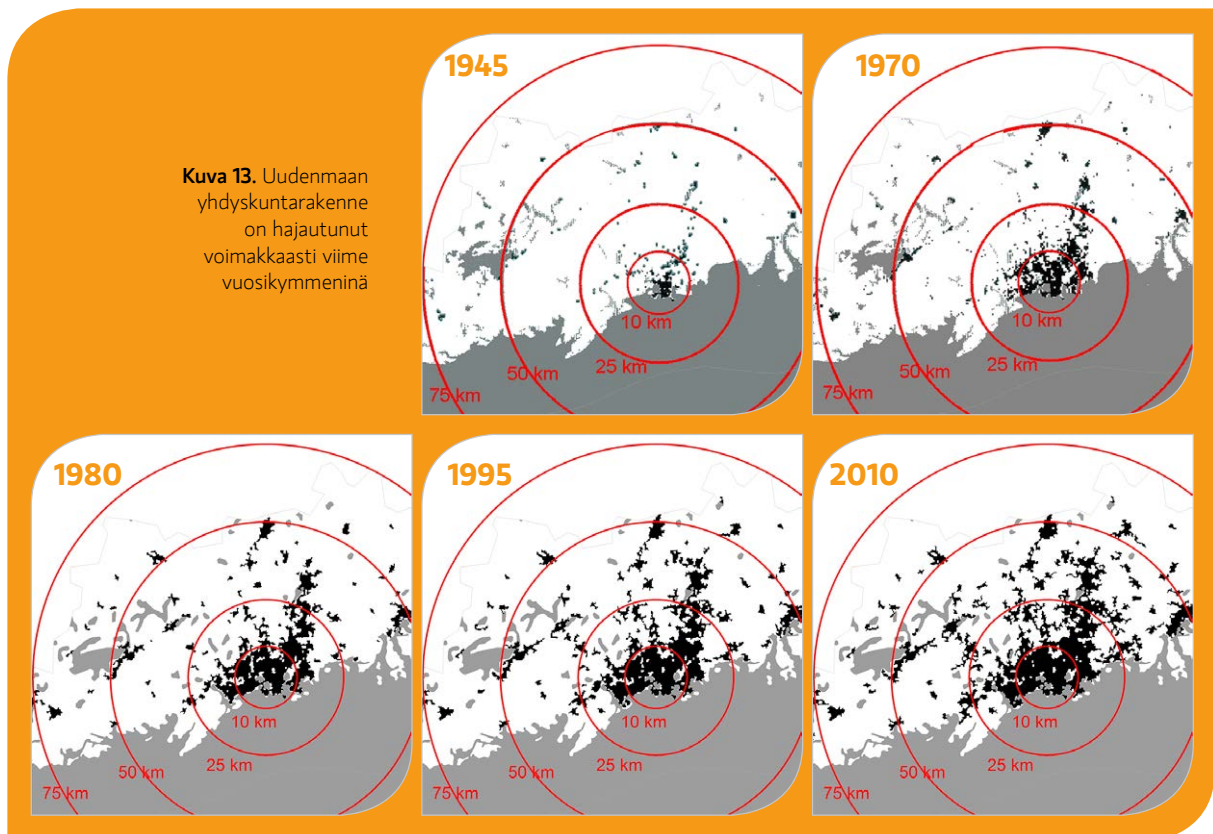 Kuva 13. Uudenmaan
yhdyskuntarakenne
on hajautunut
voimakkaasti viime
vuosikymmeninä
1945
10 km
25 km
50 km
75 km
1970
10 km
25 km
50 km
75 km
1980
10 km
25 km
50 km
75 km
1995
10 km
25 km
50 km
75 km
2010
10 km
25 km
50 km
75 km